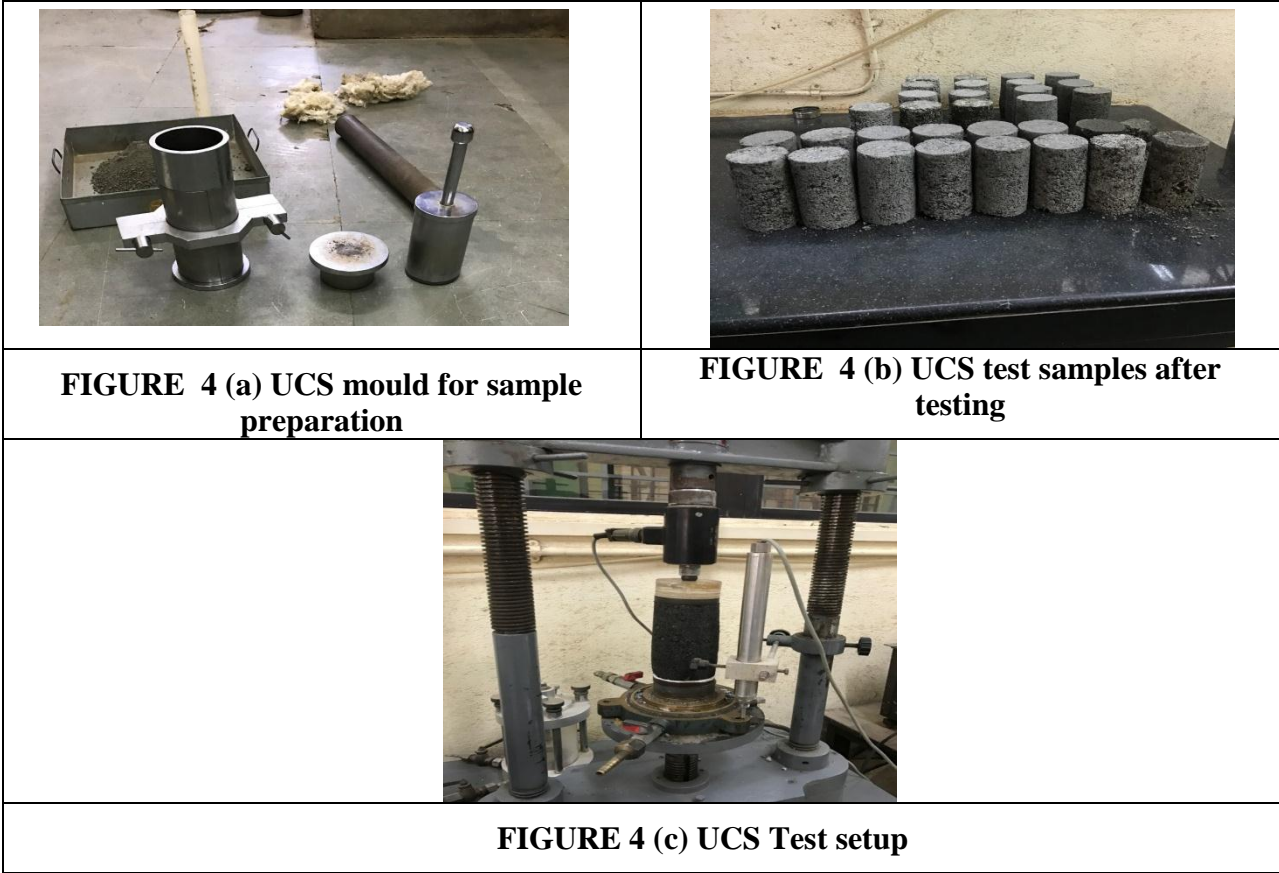 FIGURE 4 (a) UCS mould for sample
preparation
FIGURE 4 (b) UCS test samples after
testing
FIGURE 4 (c) UCS Test setup